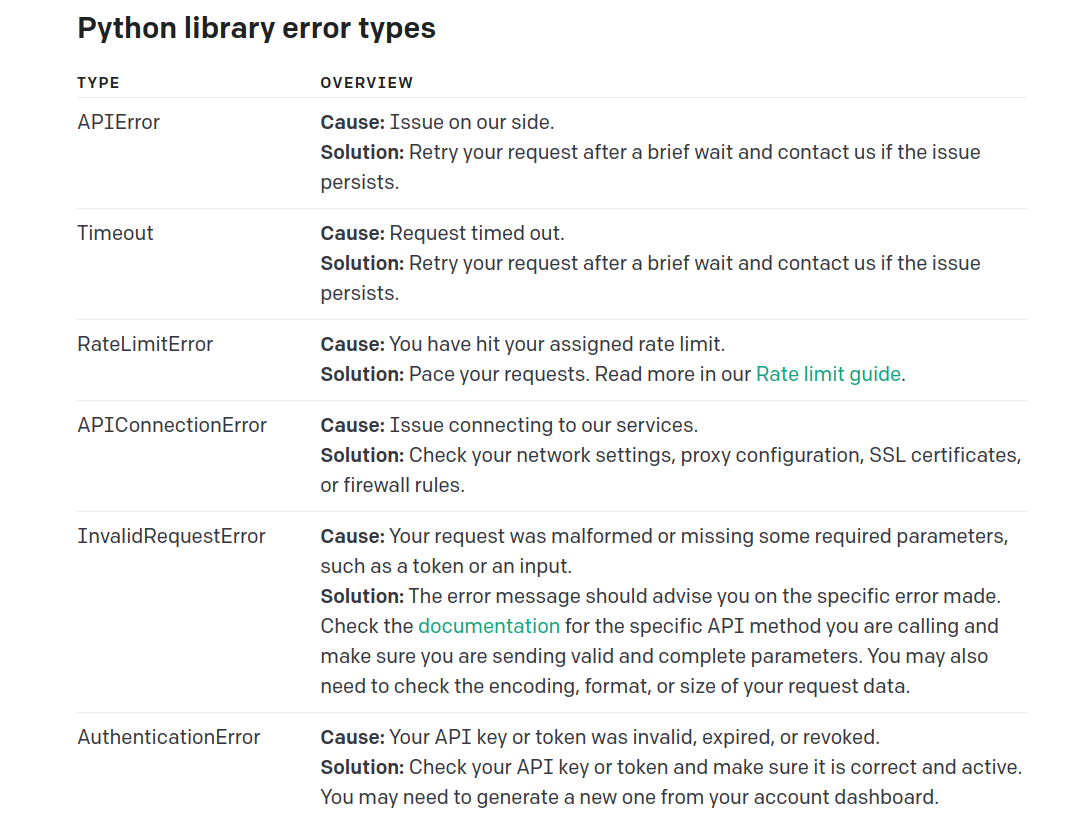 Python library error types
TYPE OVERVIEW
APIError Cause: Issue on our side.
Solution: Retry your request after a brief wait and contact us if the issue
persists.
Timeout Cause: Request timed out.
Solution: Retry your request after a brief wait and contact us if the issue
persists.
RateLimitError Cause: You have hit your assigned rate limit.
Solution: Pace your requests. Read more in our Rate limit guide.
APIConnectionError Cause: Issue connecting to our services.
Solution: Check your network settings, proxy configuration, SSL certificates,
or firewall rules.
InvalidRequestError Cause: Your request was malformed or missing some required parameters,
such as a token or an input.
Solution: The error message should advise you on the specific error made.
Check the documentation for the specific API method you are calling and
make sure you are sending valid and complete parameters. You may also
need to check the encoding, format, or size of your request data.
AuthenticationError Cause: Your API key or token was invalid, expired, or revoked.
Solution: Check your API key or token and make sure it is correct and active.
You may need to generate a new one from your account dashboard.